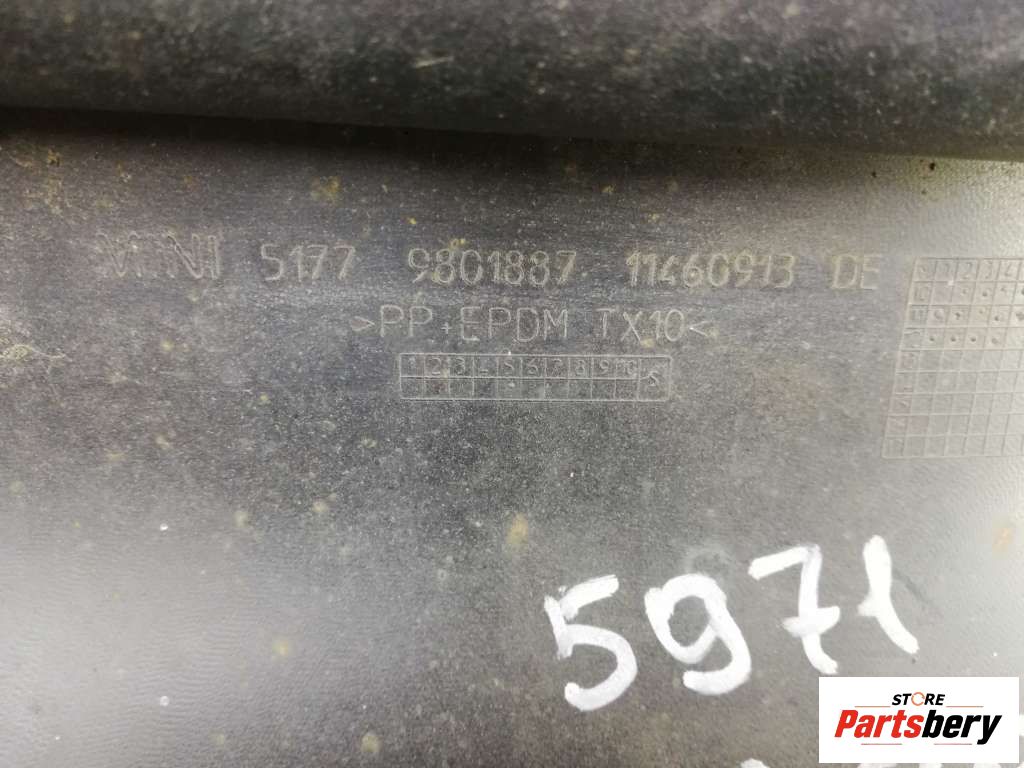 MINI 5177 9801887 11460913 DE
>PP+EPDM TX10<
1 2 3 4 5 6 7 8 9 10 S
5971
STORE
Partsbery